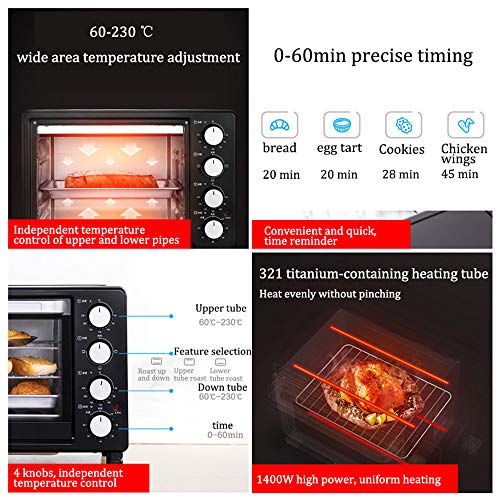 60-230 ℃
wide area temperature adjustment
Independent temperature
control of upper and lower pipes
0-60min precise timing
bread
egg tart
Cookies
Chicken
wings
20 min
20 min
28 min
45 min
Convenient and quick,
time reminder
Upper tube
60℃-230℃
Feature selection
Roast up
and down
Upper
tube roast
Lower
tube roast
Down tube
60℃-230℃
time
0-60min
4 knobs, independent
temperature control
321 titanium-containing heating tube
Heat evenly without pinching
1400W high power, uniform heating